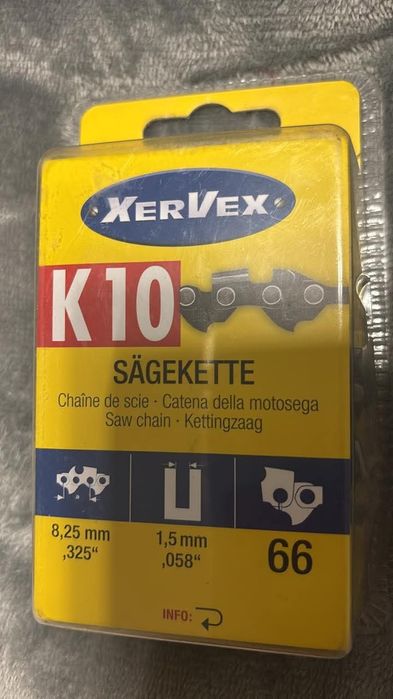 XERVEX
K10
SÄGEKETTE
Chaîne de scie · Catena della motosega
Saw chain · Kettingzaag
8,25 mm
,325“
1,5 mm
,058“
66
INFO: